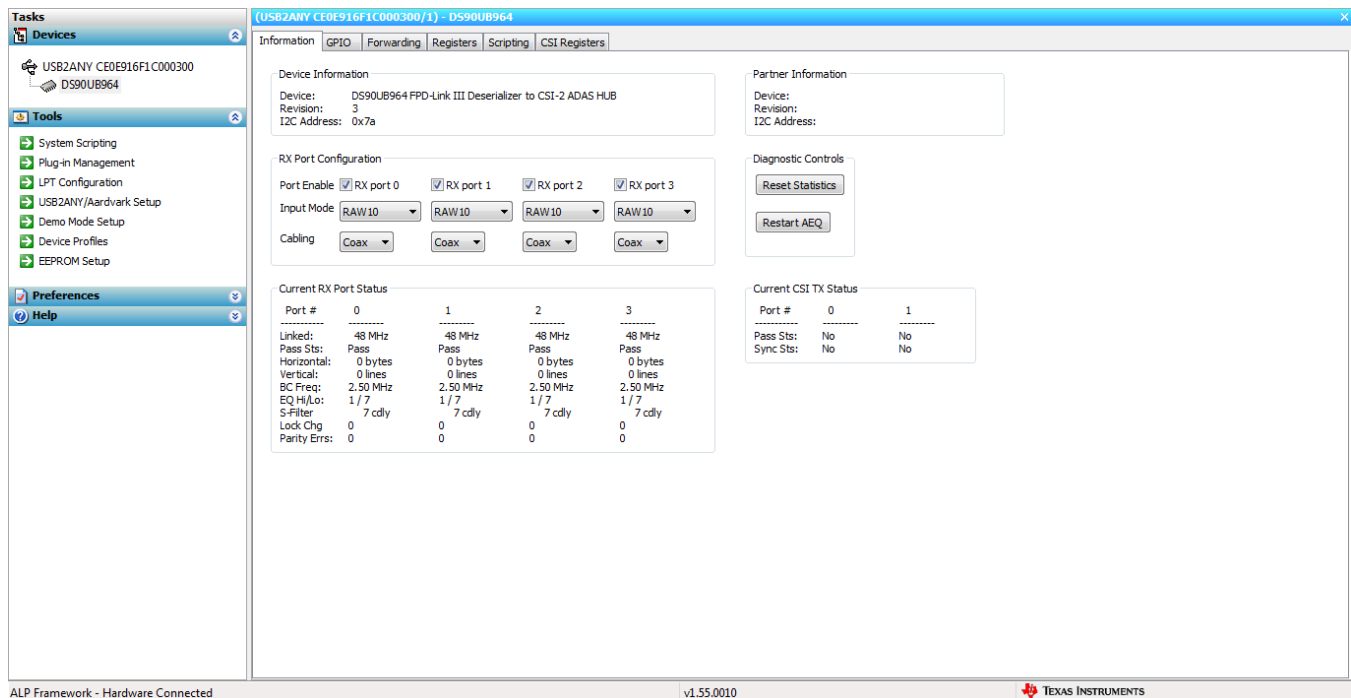 Tasks
Devices
USB2ANY CE0E916F1C000300
DS90UB964
Tools
System Scripting
Plug-in Management
LPT Configuration
USB2ANY/Aardvark Setup
Demo Mode Setup
Device Profiles
EEPROM Setup
Preferences
Help
(USB2ANY CE0E916F1C000300/1) - DS90UB964
Information GPIO Forwarding Registers Scripting CSI Registers
Device Information
Device: DS90UB964 FPD-Link III Deserializer to CSI-2 ADAS HUB
Revision: 3
I2C Address: 0x7a
Partner Information
Device:
Revision:
I2C Address:
RX Port Configuration
Port Enable RX port 0 RX port 1 RX port 2 RX port 3
Input Mode RAW10 RAW10 RAW10 RAW10
Cabling Coax Coax Coax Coax
Diagnostic Controls
Reset Statistics
Restart AEQ
Current RX Port Status
Port # 0 1 2 3
----------- --------- --------- --------- ---------
Linked: 48 MHz 48 MHz 48 MHz 48 MHz
Pass Sts: Pass Pass Pass Pass
Horizontal: 0 bytes 0 bytes 0 bytes 0 bytes
Vertical: 0 lines 0 lines 0 lines 0 lines
BC Freq: 2.50 MHz 2.50 MHz 2.50 MHz 2.50 MHz
EQ Hi/Lo: 1 / 7 1 / 7 1 / 7 1 / 7
S-Filter 7 cdly 7 cdly 7 cdly 7 cdly
Lock Chg 0 0 0 0
Parity Errs: 0 0 0 0
Current CSI TX Status
Port # 0 1
----------- --------- ---------
Pass Sts: No No
Sync Sts: No No
ALP Framework - Hardware Connected
v1.55.0010
TEXAS INSTRUMENTS